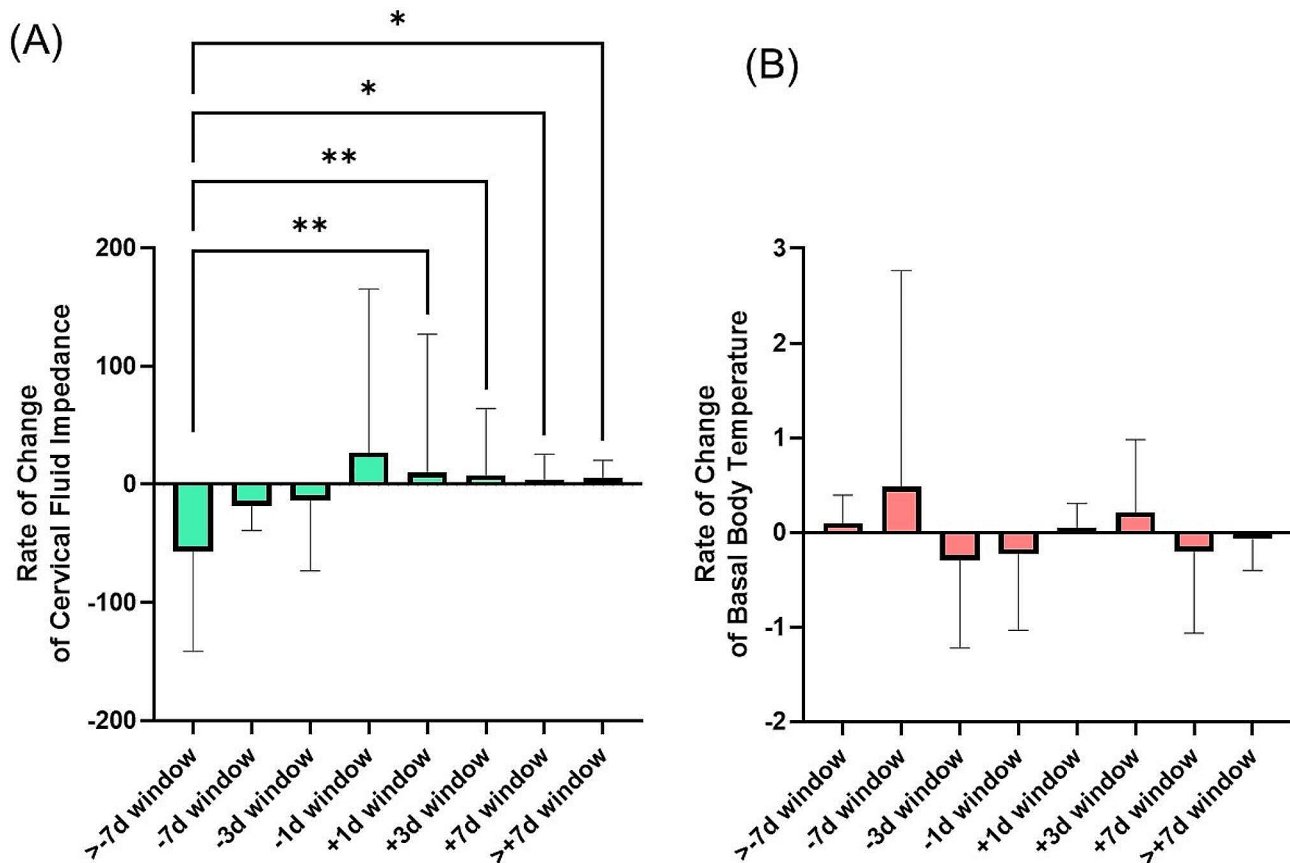 (A)
*
*
**
**
Rate of Change
of Cervical Fluid Impedance
200
100
0
-100
-200
>-7d window
-7d window
-3d window
-1d window
+1d window
+3d window
+7d window
>+7d window
(B)
Rate of Change
of Basal Body Temperature
3
2
1
0
-1
-2
>-7d window
-7d window
-3d window
-1d window
+1d window
+3d window
+7d window
>+7d window